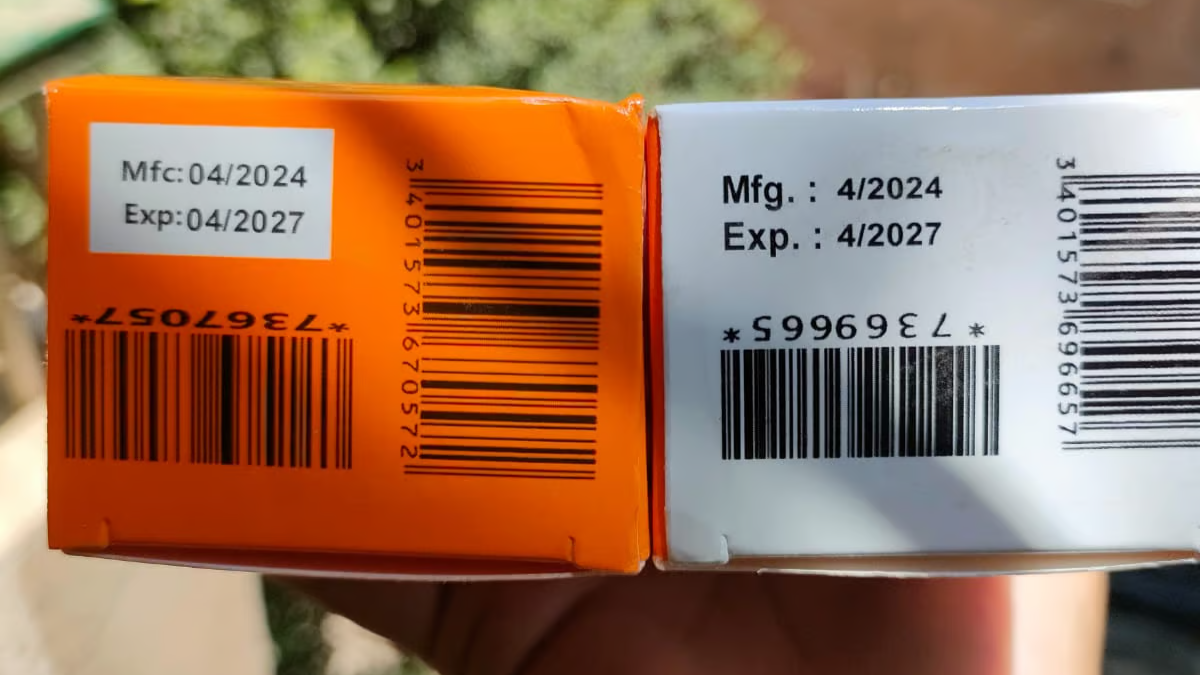 Mfc:04/2024
Exp:04/2027
*7367057*
3401573670572
Mfg. : 4/2024
Exp. : 4/2027
*7369665*
3401573696657